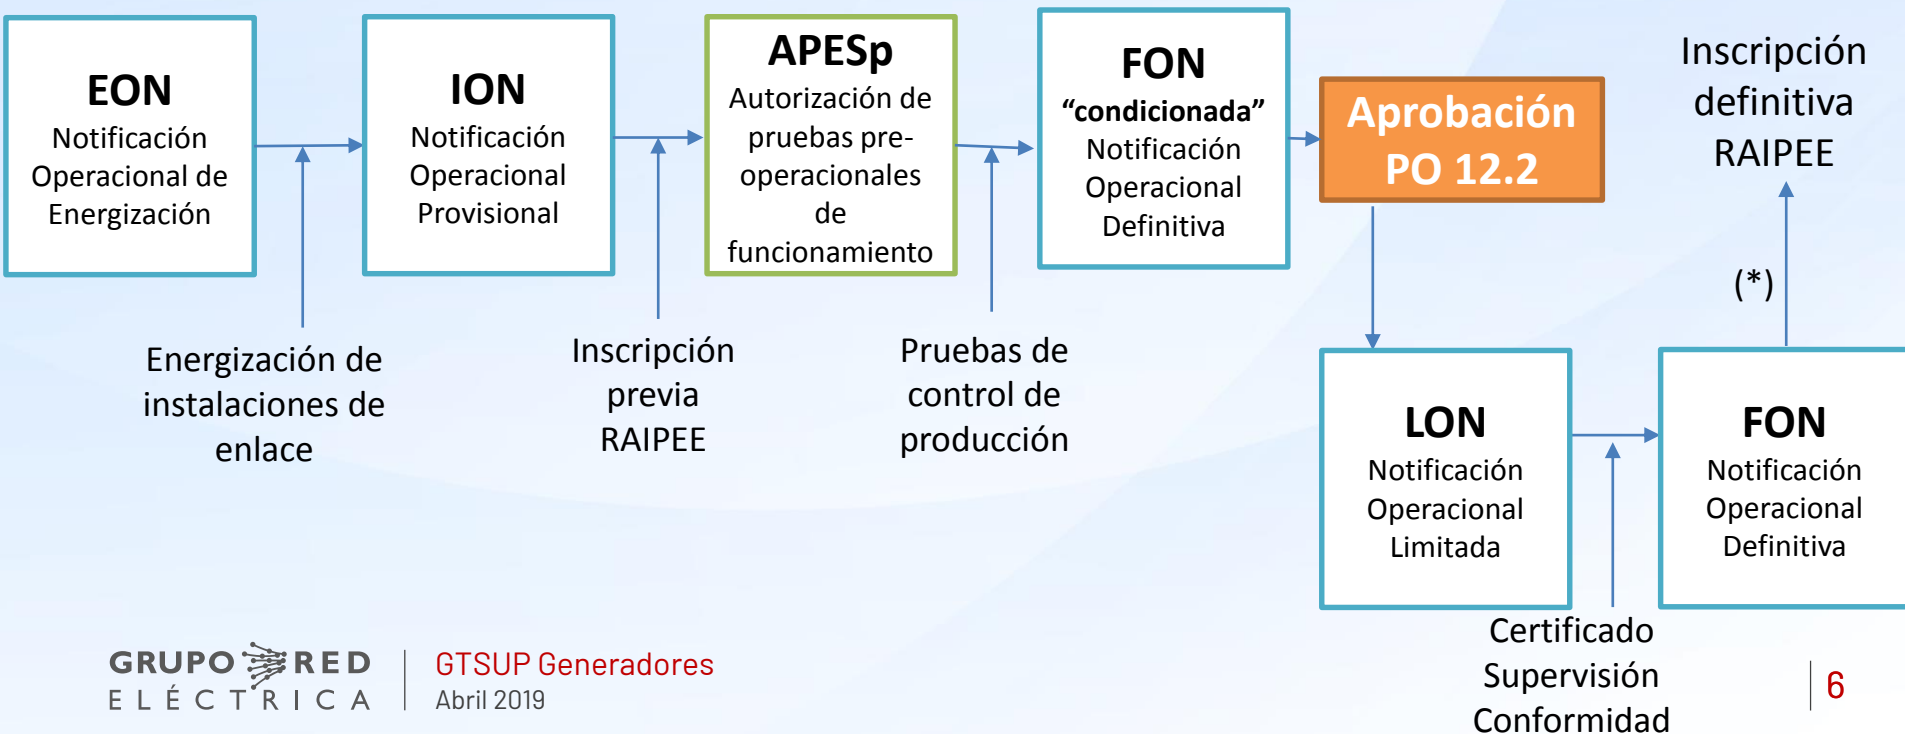 EON
Notificación
Operacional de
Energización
ION
Notificación
Operacional
Provisional
APESp
Autorización de
pruebas pre-
operacionales
de
funcionamiento
FON
“condicionada”
Notificación
Operacional
Definitiva
Aprobación
PO 12.2
Inscripción
definitiva
RAIPEE
(*)
Energización de
instalaciones de
enlace
Inscripción
previa
RAIPEE
Pruebas de
control de
producción
LON
Notificación
Operacional
Limitada
FON
Notificación
Operacional
Definitiva
Certificado
Supervisión
Conformidad
GRUPO RED
ELÉCTRICA
GTSUP Generadores
Abril 2019
6